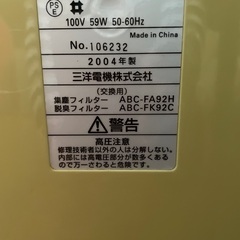 PS
E
100V 59W 50-60Hz
Made in China
No.106232
2004年製
三洋電機株式会社
(交換用)
集塵フィルター ABC-FA92H
脱臭フィルター ABC-FK92C
警告
高圧注意
修理技術者以外の人は分解しない。
内部には高電圧部分が数多くある
ので万一さわると危険です。